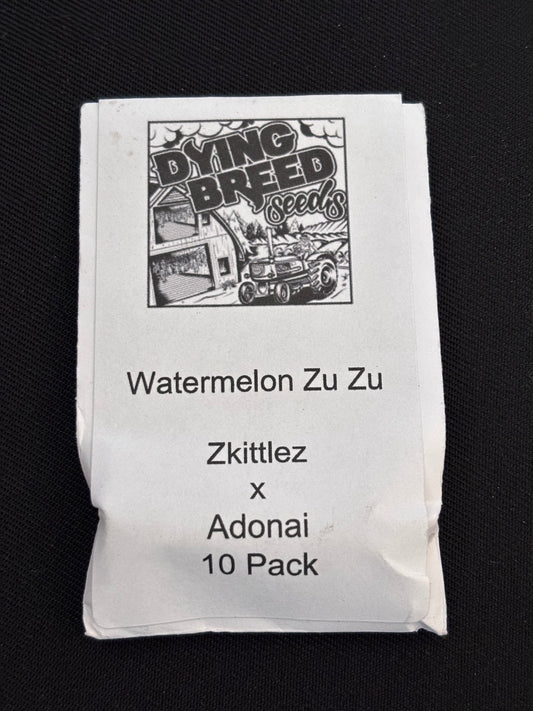 DYING
BREED
seeds
Watermelon Zu Zu
Zkittlez
x
Adonai
10 Pack